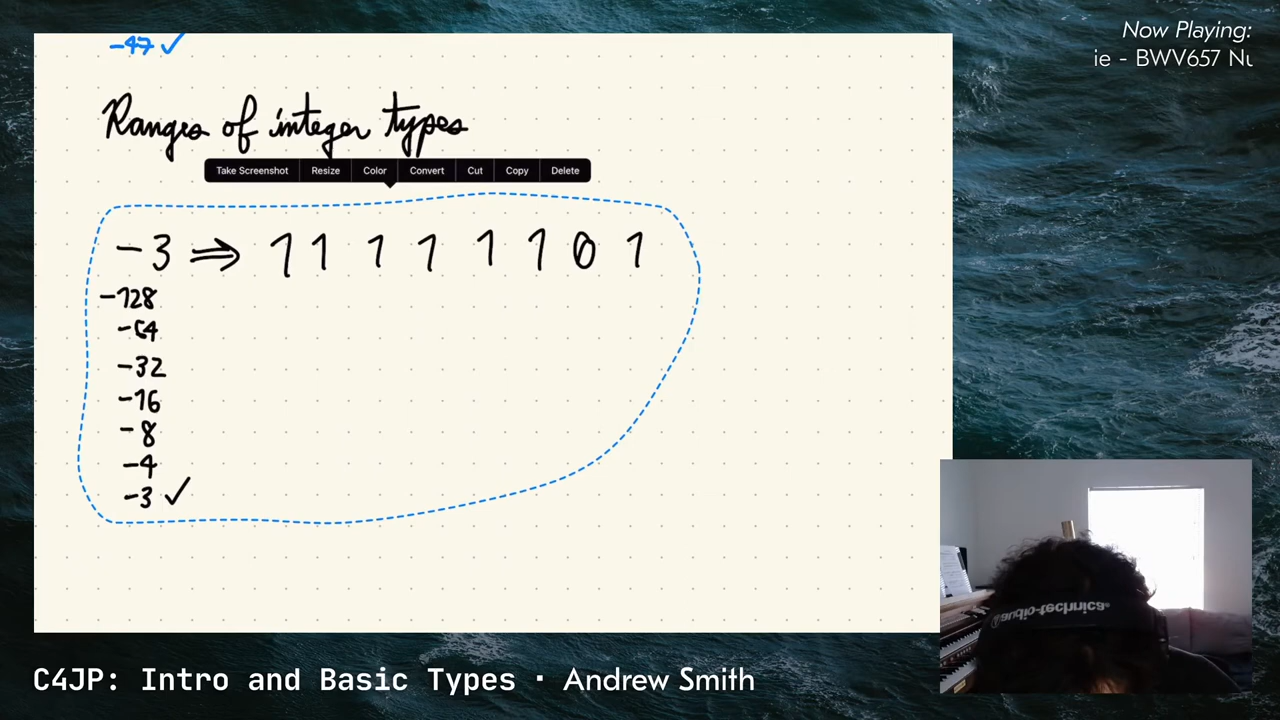 -47 ✓
Now Playing:
ie - BWV657 Nu
Ranges of integer types
Take Screenshot Resize Color Convert Cut Copy Delete
-3 ⇒ 1 1 1 1 1 1 0 1
-128
-64
-32
-16
-8
-4
-3 ✓
audio-technica
C4JP: Intro and Basic Types · Andrew Smith